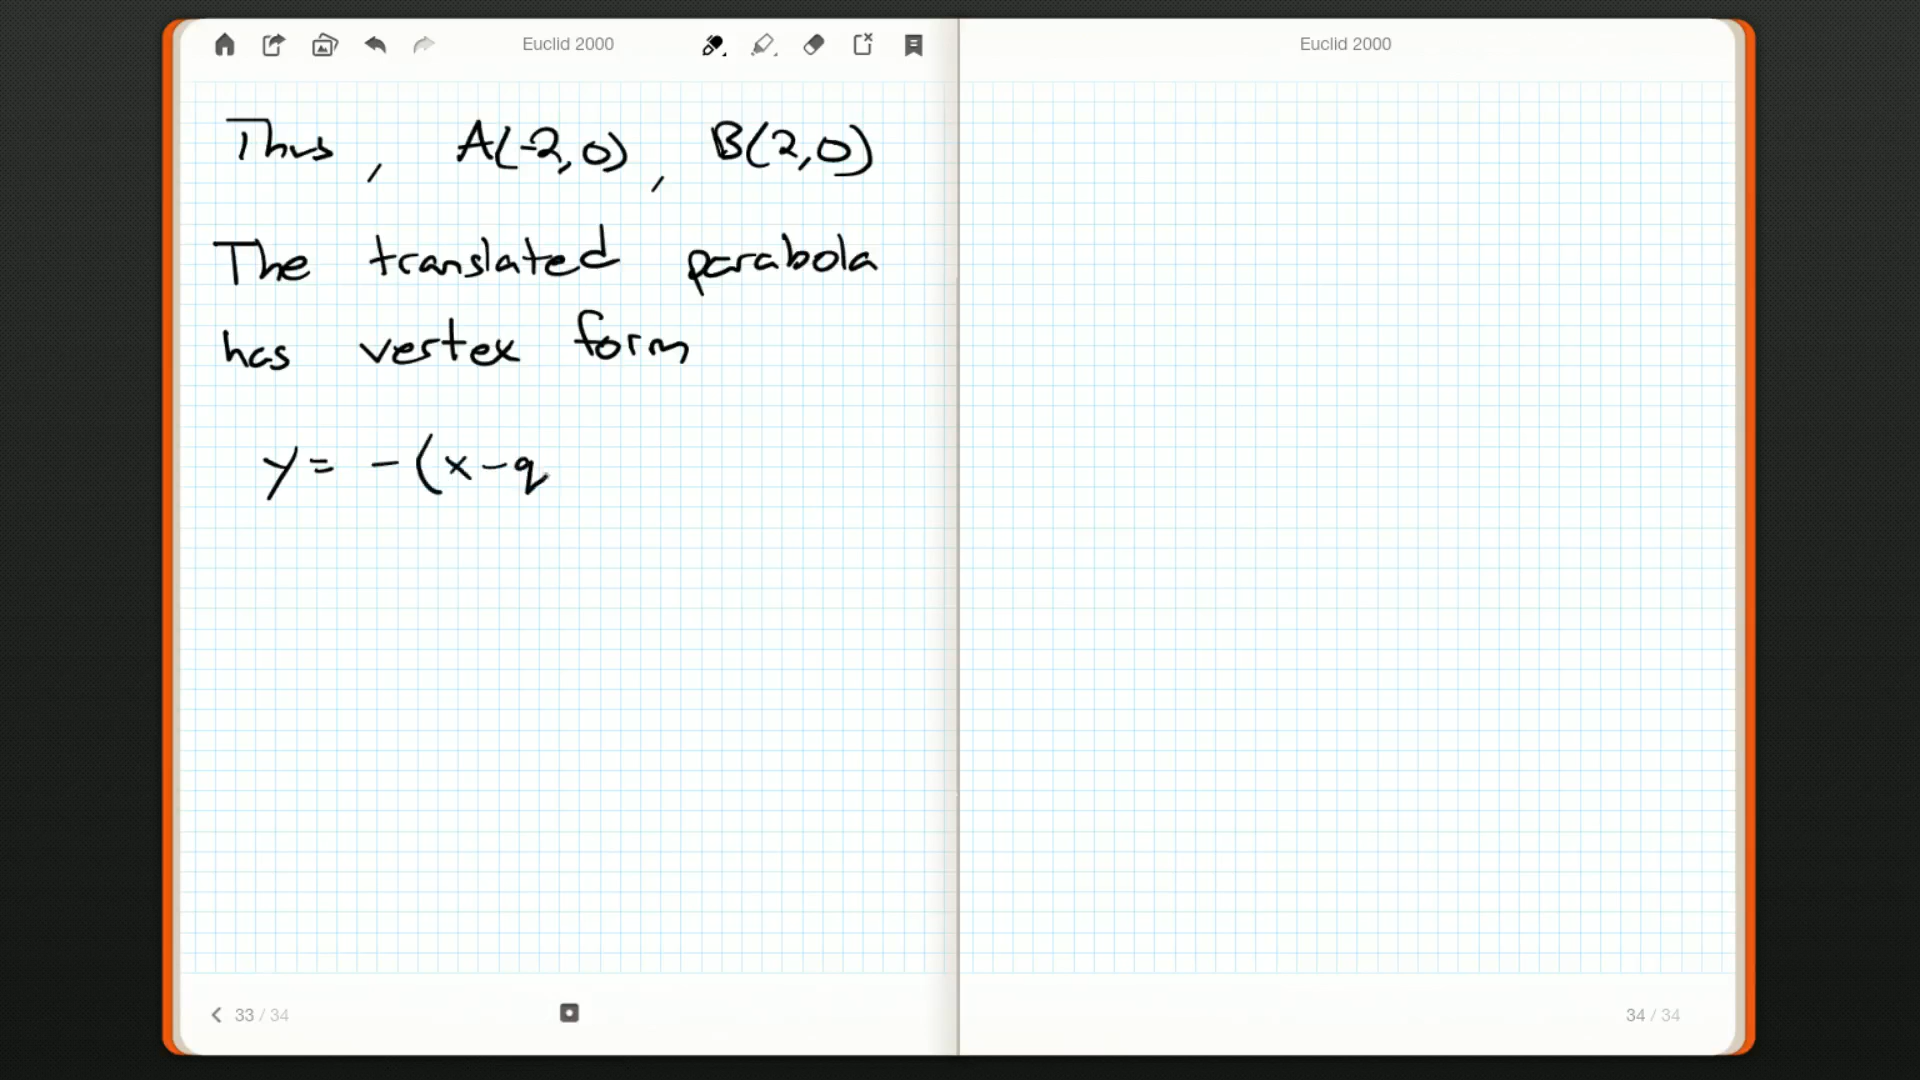 Euclid 2000
Thus, A(-2,0), B(2,0)
The translated parabola
has vertex form
y = -(x-q
33 / 34
Euclid 2000
34 / 34